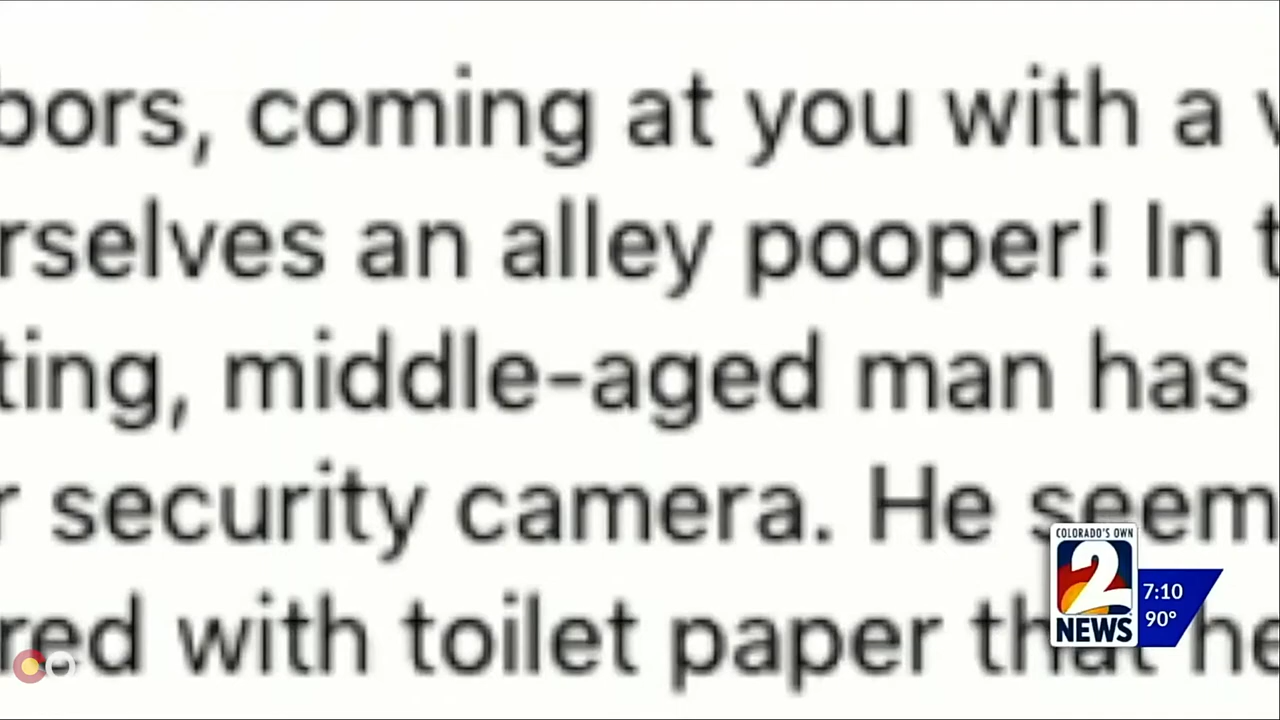 bors, coming at you with a
rselves an alley pooper! In t
ting, middle-aged man has
r security camera. He seem
red with toilet paper that he
COLORADO'S OWN
2
NEWS
7:10
90°
CO